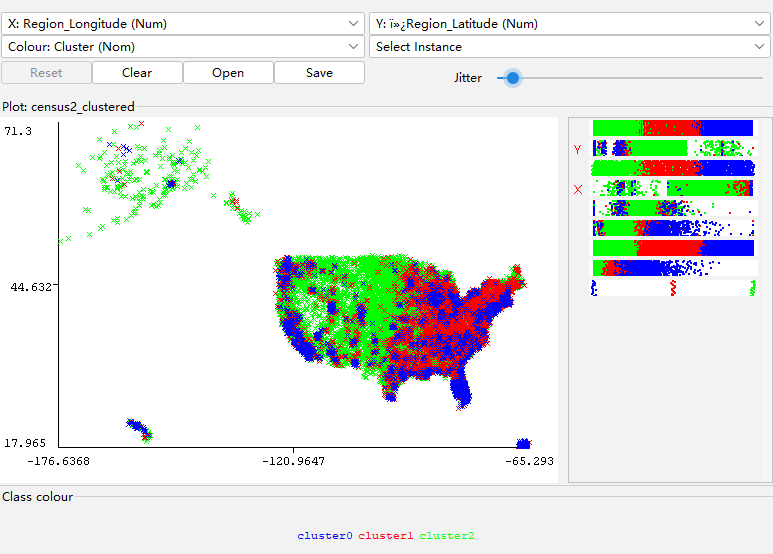 X: Region_Longitude (Num)
Y: ï»¿Region_Latitude (Num)
Colour: Cluster (Nom)
Select Instance
Reset
Clear
Open
Save
Jitter
Plot: census2_clustered
71.3
44.632
17.965
-176.6368
-120.9647
-65.293
Y
X
Class colour
cluster0 cluster1 cluster2